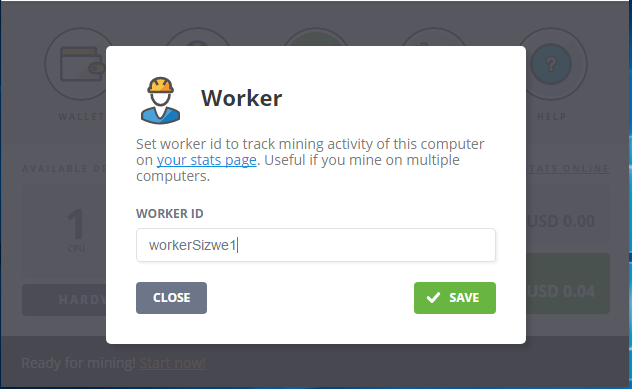 Worker
Set worker id to track mining activity of this computer
on your stats page. Useful if you mine on multiple
computers.
WORKER ID
workerSizwe1
CLOSE
SAVE
WALLET
?
HELP
AVAILABLE
STATS ONLINE
1
CPU
USD 0.00
USD 0.04
Ready for mining! Start now!